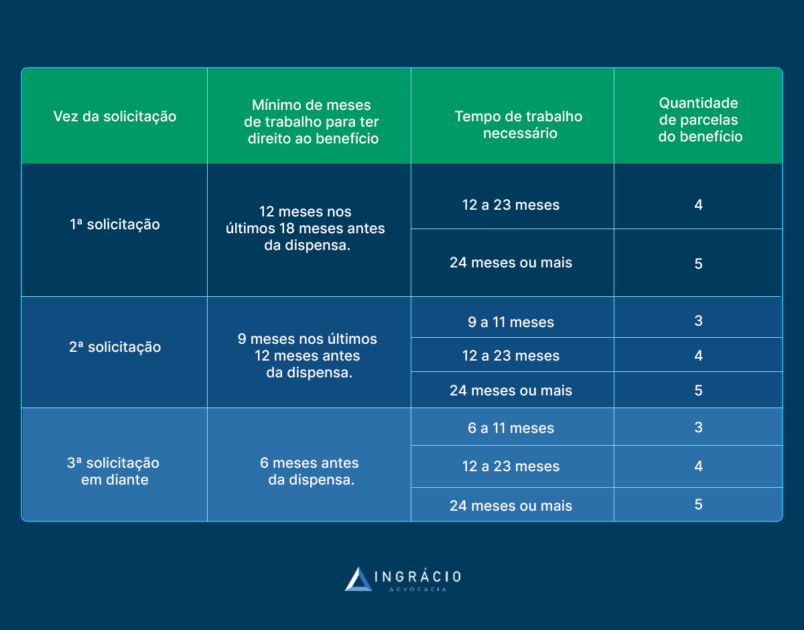 Vez da solicitação
Mínimo de meses
de trabalho para ter
direito ao benefício
Tempo de trabalho
necessário
Quantidade
de parcelas
do benefício
1ª solicitação
12 meses nos
últimos 18 meses antes
da dispensa.
12 a 23 meses
4
24 meses ou mais
5
2ª solicitação
9 meses nos últimos
12 meses antes
da dispensa.
9 a 11 meses
3
12 a 23 meses
4
24 meses ou mais
5
3ª solicitação
em diante
6 meses antes
da dispensa.
6 a 11 meses
3
12 a 23 meses
4
24 meses ou mais
5
INGRÁCIO
ADVOCACIA